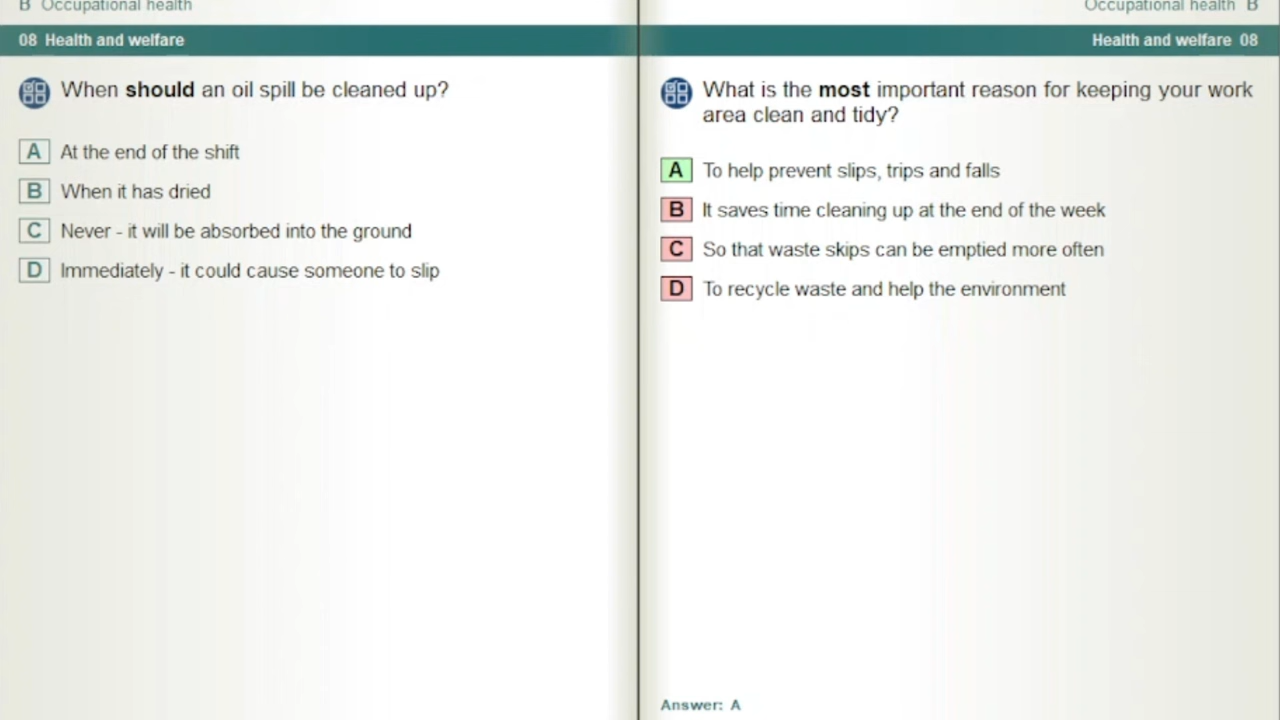 B Occupational health
08 Health and welfare
When should an oil spill be cleaned up?
A At the end of the shift
B When it has dried
C Never - it will be absorbed into the ground
D Immediately - it could cause someone to slip
Occupational health B
Health and welfare 08
What is the most important reason for keeping your work
area clean and tidy?
A To help prevent slips, trips and falls
B It saves time cleaning up at the end of the week
C So that waste skips can be emptied more often
D To recycle waste and help the environment
Answer: A